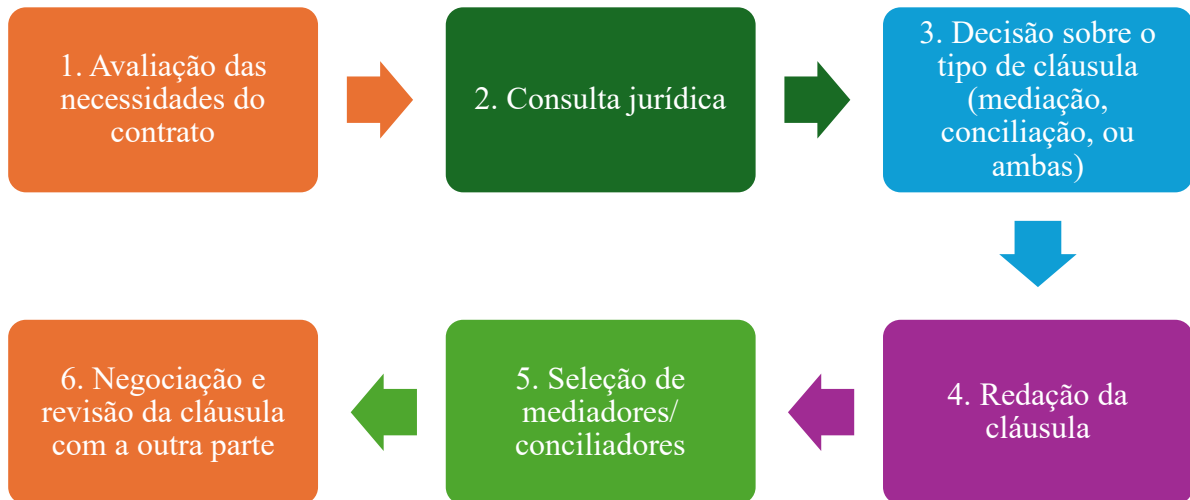 1. Avaliação das
necessidades do
contrato
2. Consulta jurídica
3. Decisão sobre o
tipo de cláusula
(mediação,
conciliação, ou
ambas)
4. Redação da
cláusula
5. Seleção de
mediadores/
conciliadores
6. Negociação e
revisão da cláusula
com a outra parte